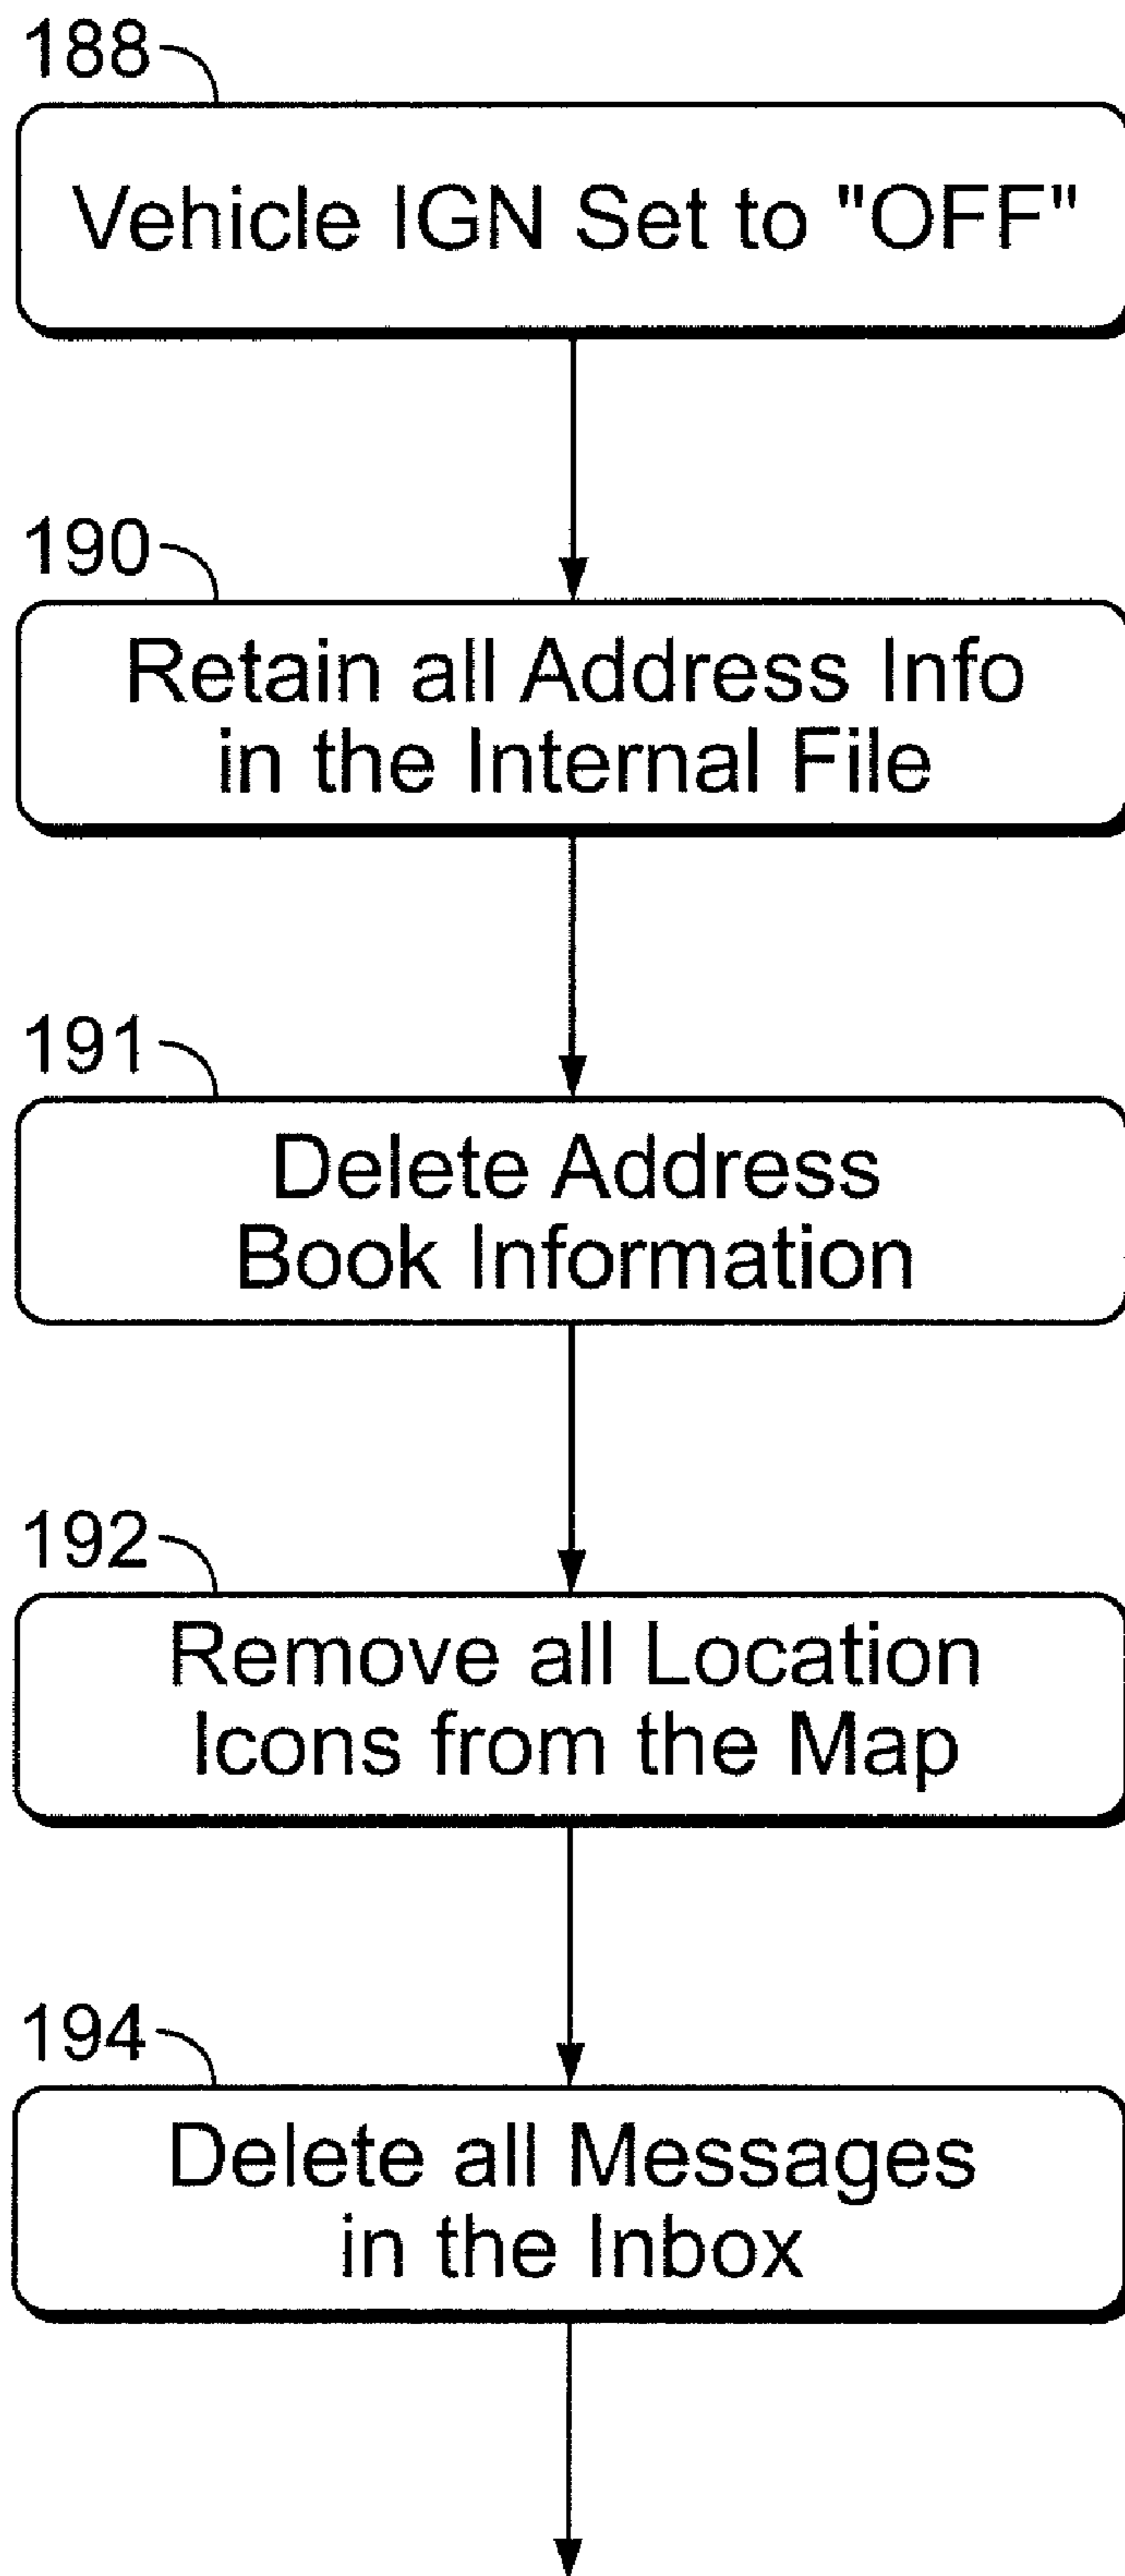 188
Vehicle IGN Set to "OFF"
190
Retain all Address Info
in the Internal File
191
Delete Address
Book Information
192
Remove all Location
Icons from the Map
194
Delete all Messages
in the Inbox